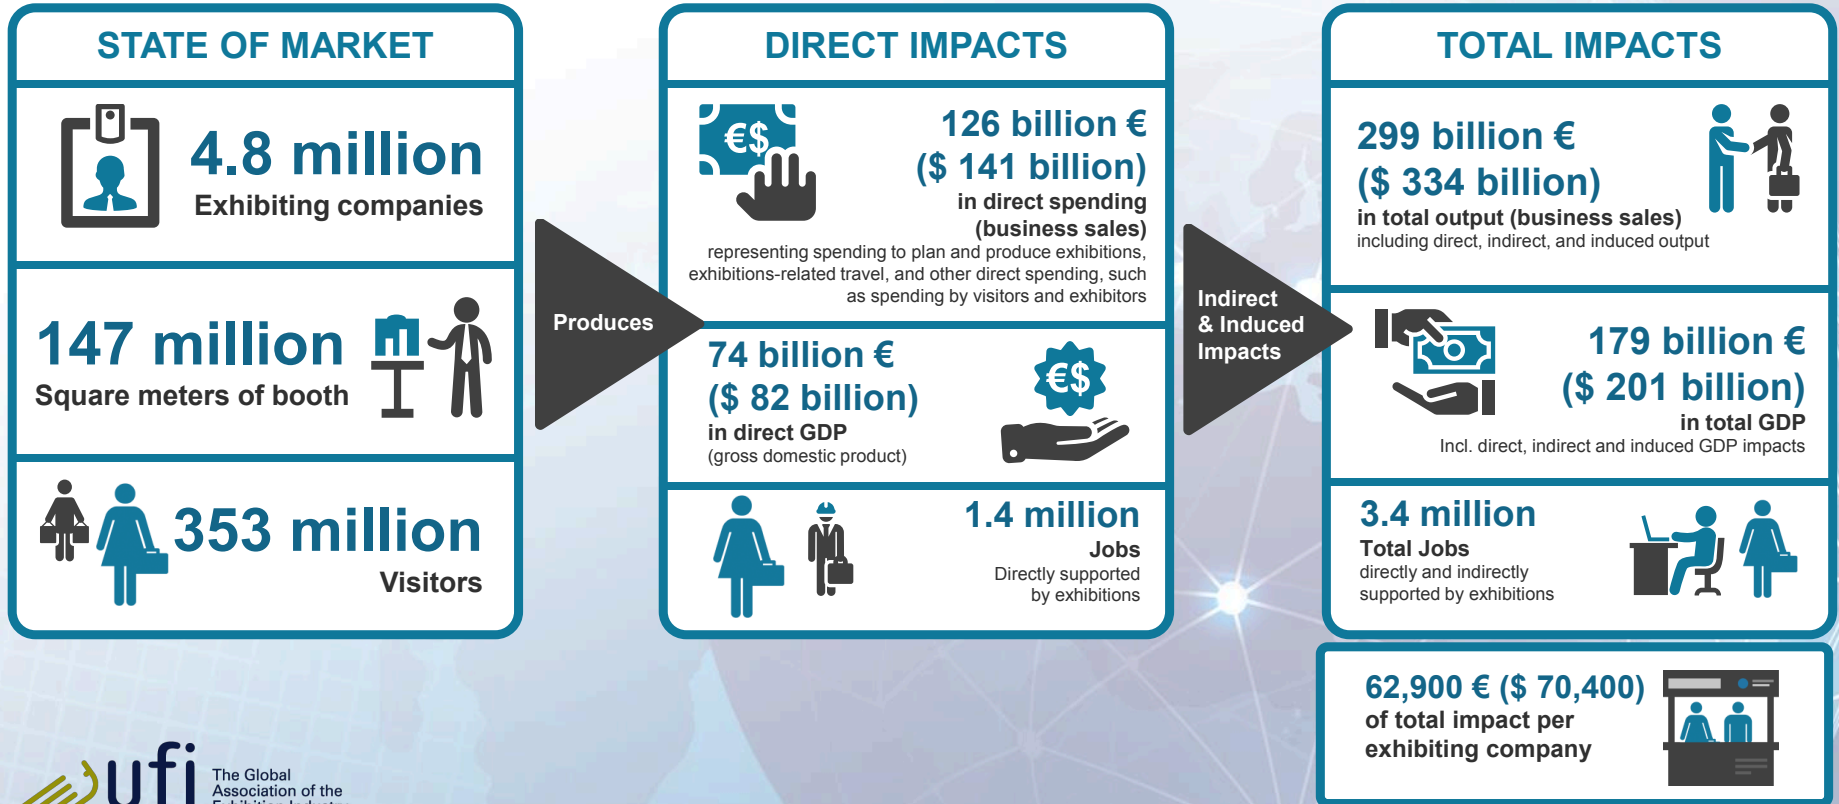 STATE OF MARKET
4.8 million
Exhibiting companies
147 million
Square meters of booth
353 million
Visitors
Produces
DIRECT IMPACTS
€$
126 billion €
($ 141 billion)
in direct spending
(business sales)
representing spending to plan and produce exhibitions,
exhibitions-related travel, and other direct spending, such
as spending by visitors and exhibitors
74 billion €
($ 82 billion)
in direct GDP
(gross domestic product)
€$
1.4 million
Jobs
Directly supported
by exhibitions
Indirect
& Induced
Impacts
TOTAL IMPACTS
299 billion €
($ 334 billion)
in total output (business sales)
including direct, indirect, and induced output
179 billion €
($ 201 billion)
in total GDP
Incl. direct, indirect and induced GDP impacts
3.4 million
Total Jobs
directly and indirectly
supported by exhibitions
62,900 € ($ 70,400)
of total impact per
exhibiting company
ufi
The Global
Association of the
Exhibition Industry